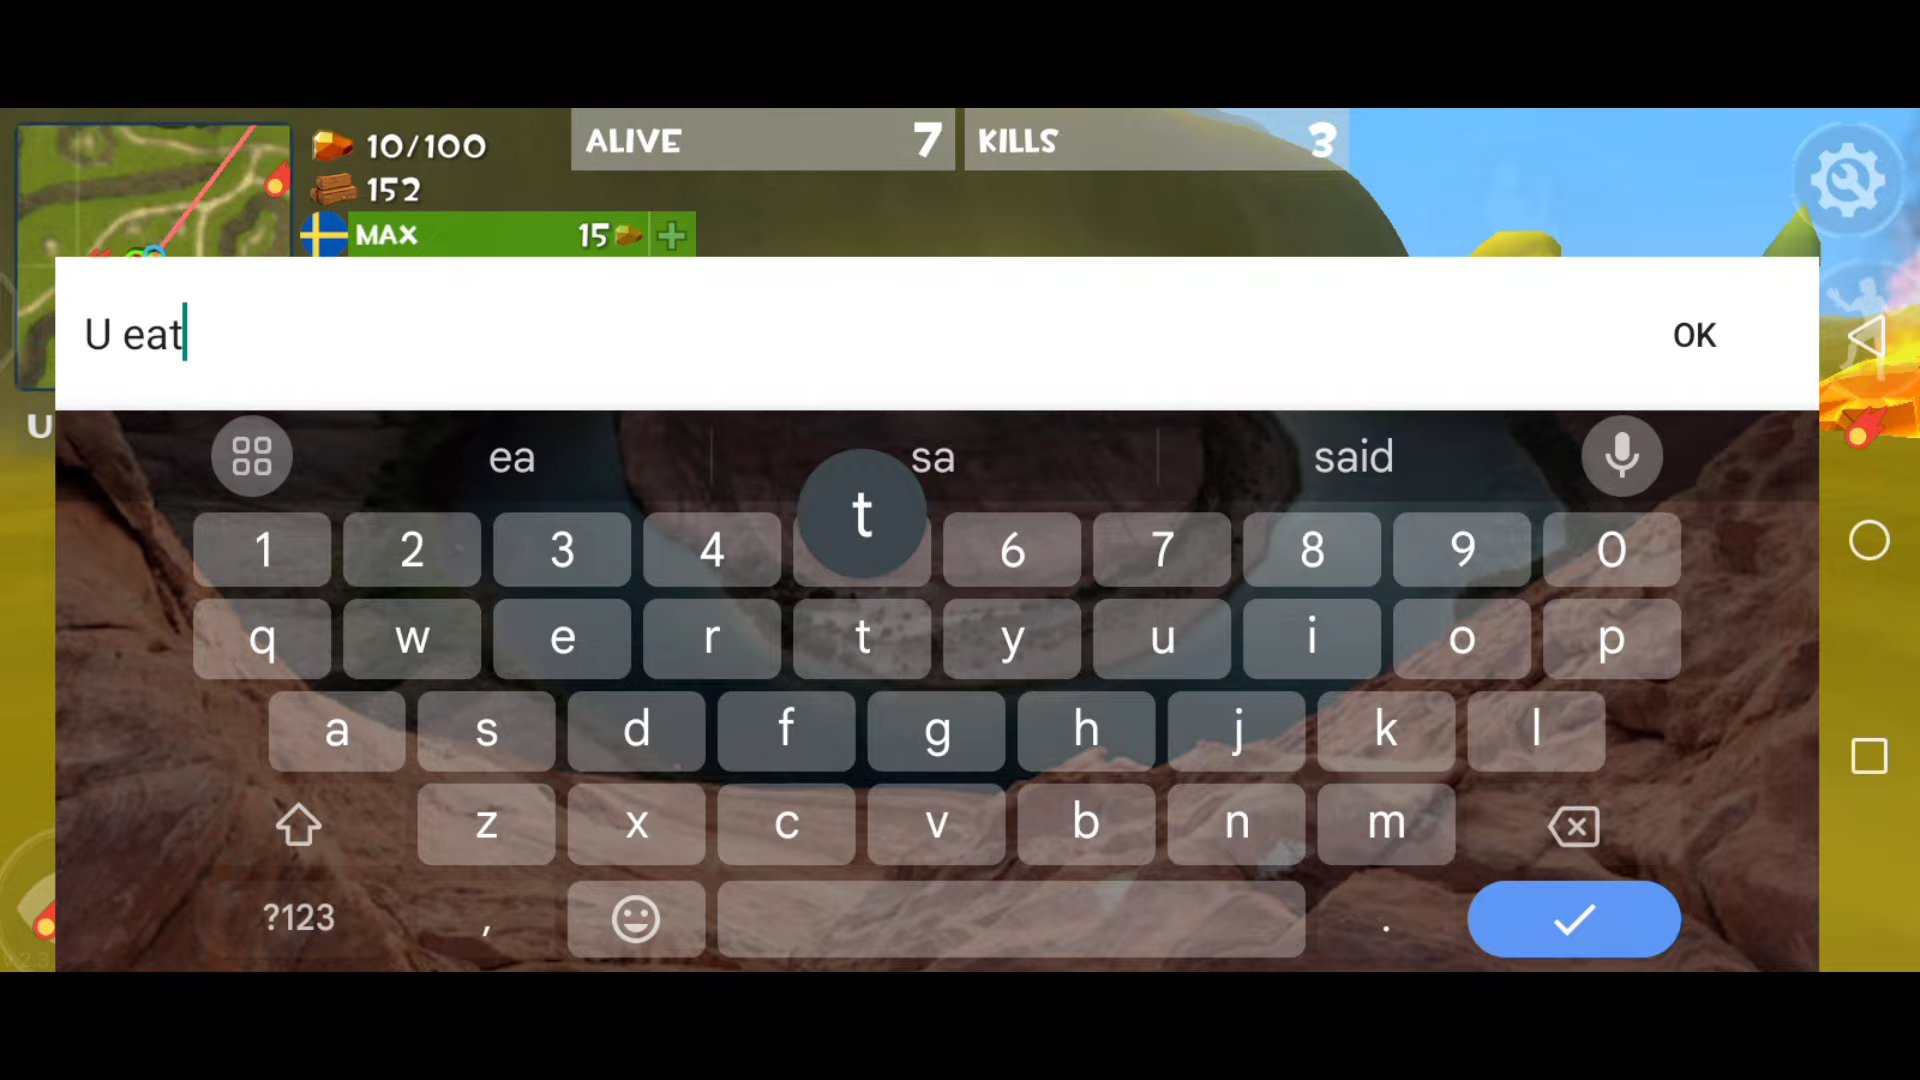 ALIVE 7 KILLS 3
10/100
152
MAX 15
U eat
OK
U
ea sa said
t
1 2 3 4 6 7 8 9 0
q w e r t y u i o p
a s d f g h j k l
z x c v b n m
?123 , .